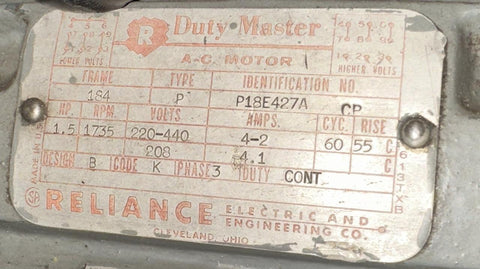 R Duty Master
A-C MOTOR
HIGHER VOLTS
FRAME TYPE IDENTIFICATION NO.
184 P P18E427A CP
HP. RPM. VOLTS AMPS. CYC. RISE
1.5 1735 220-440 4-2 60 55 C
208 4.1 C
DESIGN B CODE K PHASE 3 DUTY CONT
RELIANCE ELECTRIC AND
ENGINEERING CO.
CLEVELAND, OHIO
MADE IN U.S.A.